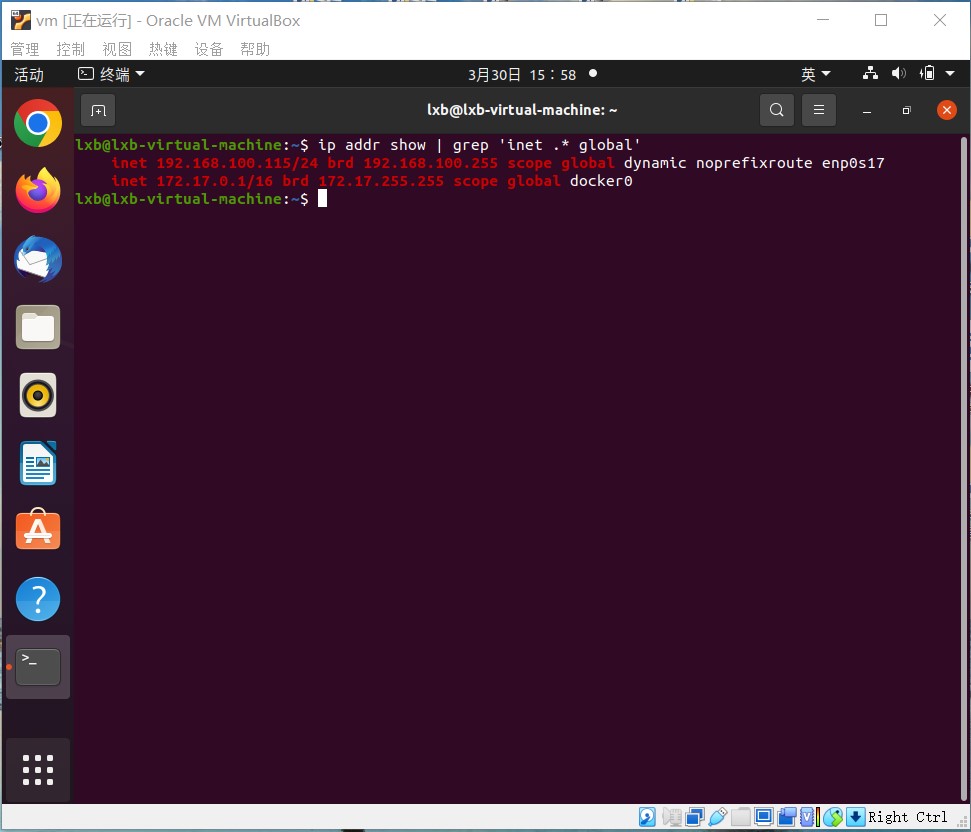 vm [正在运行] - Oracle VM VirtualBox
管理 控制 视图 热键 设备 帮助
活动 终端 3月30日 15：58 英
lxb@lxb-virtual-machine: ~
lxb@lxb-virtual-machine:~$ ip addr show | grep 'inet .* global'
inet 192.168.100.115/24 brd 192.168.100.255 scope global dynamic noprefixroute enp0s17
inet 172.17.0.1/16 brd 172.17.255.255 scope global docker0
lxb@lxb-virtual-machine:~$
Right Ctrl